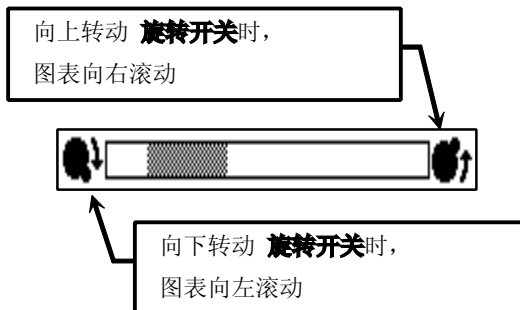 向上转动 旋转开关时，
图表向右滚动
向下转动 旋转开关时，
图表向左滚动